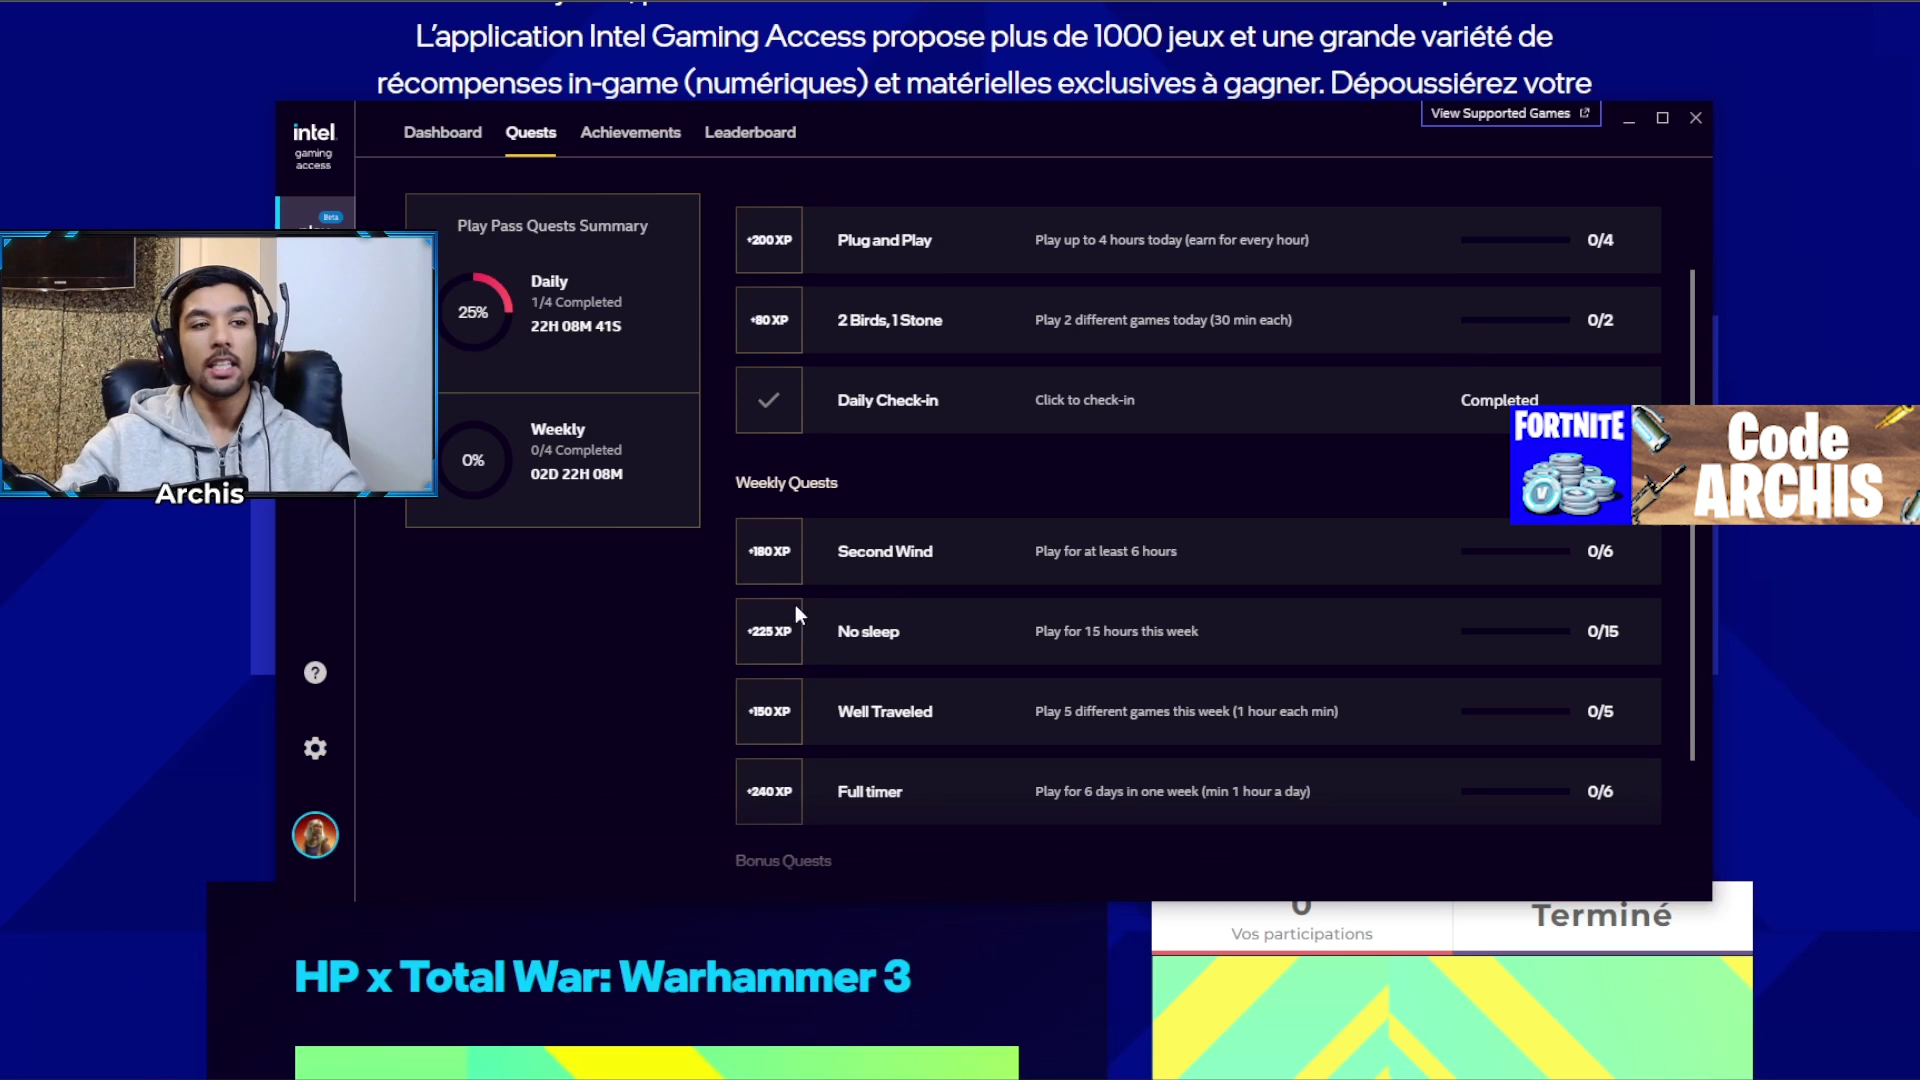 L'application Intel Gaming Access propose plus de 1000 jeux et une grande variété de
récompenses in-game (numériques) et matérielles exclusives à gagner. Dépoussiérez votre
View Supported Games
intel.
gaming
access
Dashboard
Quests
Achievements
Leaderboard
Beta
Play Pass Quests Summary
25%
Daily
1/4 Completed
22H 08M 41S
0%
Weekly
0/4 Completed
02D 22H 08M
+200 XP
Plug and Play
Play up to 4 hours today (earn for every hour)
0/4
+80 XP
2 Birds, 1 Stone
Play 2 different games today (30 min each)
0/2
Daily Check-in
Click to check-in
Completed
Archis
FORTNITE
V
Code
ARCHIS
Weekly Quests
+180 XP
Second Wind
Play for at least 6 hours
0/6
+225 XP
No sleep
Play for 15 hours this week
0/15
+150 XP
Well Traveled
Play 5 different games this week (1 hour each min)
0/5
+240 XP
Full timer
Play for 6 days in one week (min 1 hour a day)
0/6
?
Bonus Quests
Vos participations
Terminé
HP x Total War: Warhammer 3